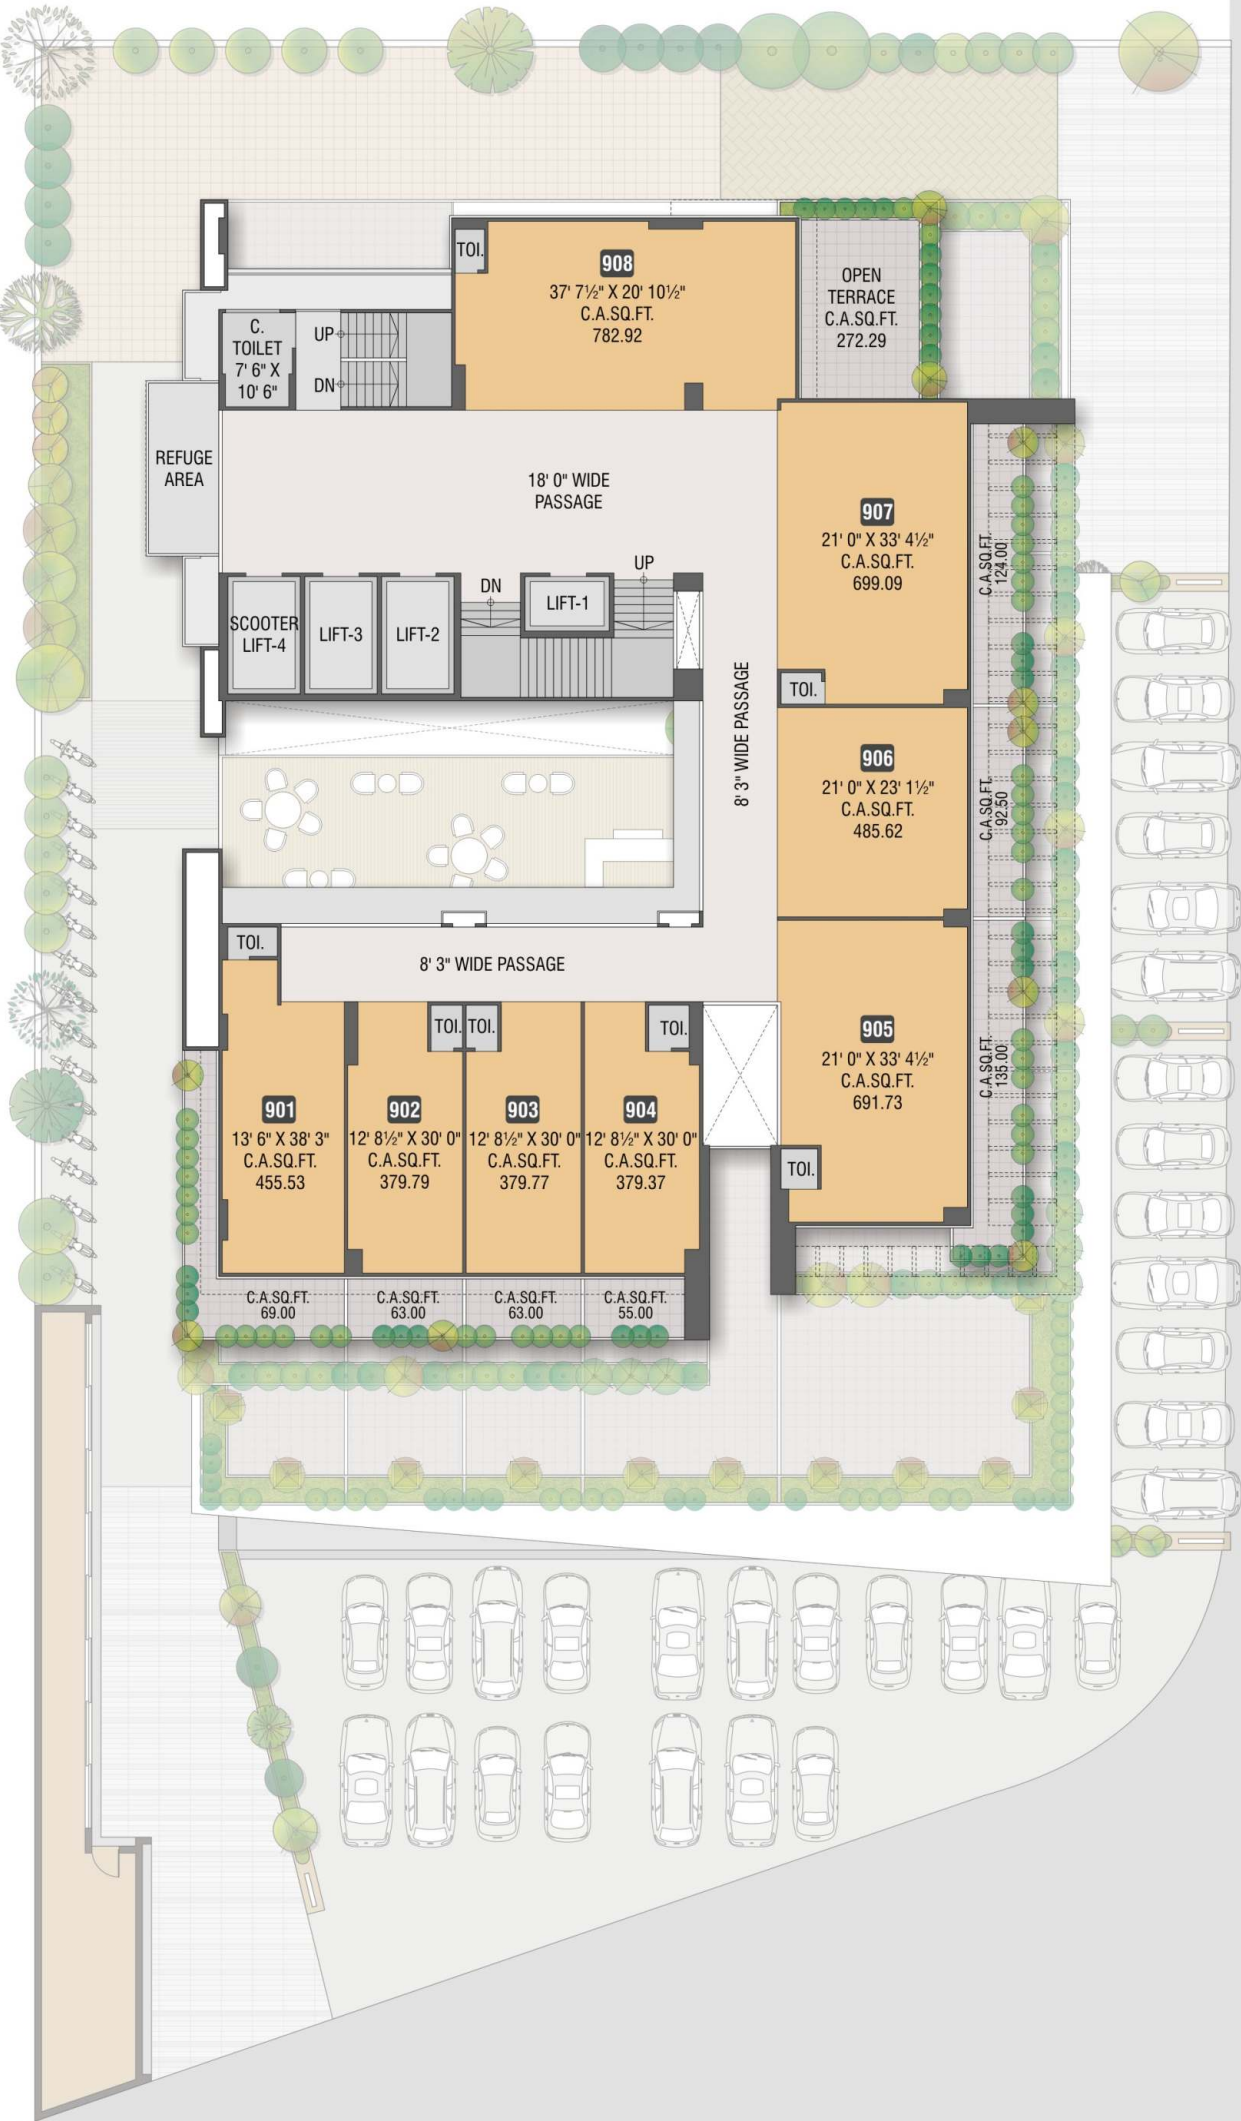 TOI.
908
37' 7½" X 20' 10½"
C.A.SQ.FT.
782.92
OPEN
TERRACE
C.A.SQ.FT.
272.29
C.
TOILET
7' 6" X
10' 6"
UP
DN
REFUGE
AREA
18' 0" WIDE
PASSAGE
907
21' 0" X 33' 4½"
C.A.SQ.FT.
699.09
C.A.SQ.FT.
124.00
SCOOTER
LIFT-4
LIFT-3
LIFT-2
DN
LIFT-1
UP
TOI.
8' 3" WIDE PASSAGE
906
21' 0" X 23' 1½"
C.A.SQ.FT.
485.62
C.A.SQ.FT.
92.50
TOI.
8' 3" WIDE PASSAGE
905
21' 0" X 33' 4½"
C.A.SQ.FT.
691.73
C.A.SQ.FT.
135.00
TOI.
TOI.
TOI.
TOI.
901
13' 6" X 38' 3"
C.A.SQ.FT.
455.53
902
12' 8½" X 30' 0"
C.A.SQ.FT.
379.79
903
12' 8½" X 30' 0"
C.A.SQ.FT.
379.77
904
12' 8½" X 30' 0"
C.A.SQ.FT.
379.37
C.A.SQ.FT.
69.00
C.A.SQ.FT.
63.00
C.A.SQ.FT.
63.00
C.A.SQ.FT.
55.00